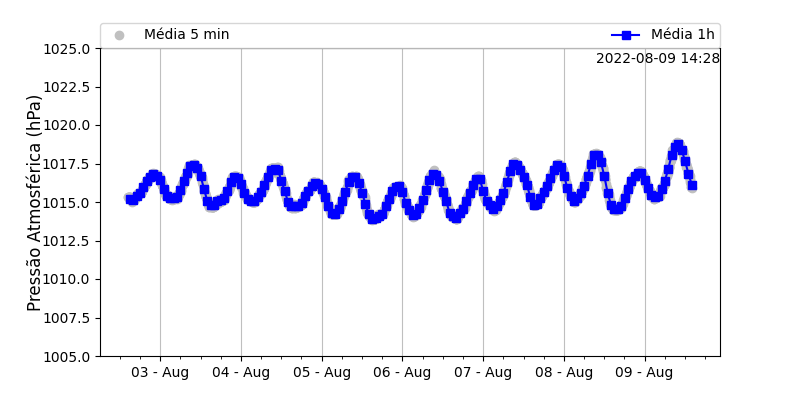 Média 5 min
Média 1h
2022-08-09 14:28
Pressão Atmosférica (hPa)
1025.0
1022.5
1020.0
1017.5
1015.0
1012.5
1010.0
1007.5
1005.0
03 - Aug
04 - Aug
05 - Aug
06 - Aug
07 - Aug
08 - Aug
09 - Aug